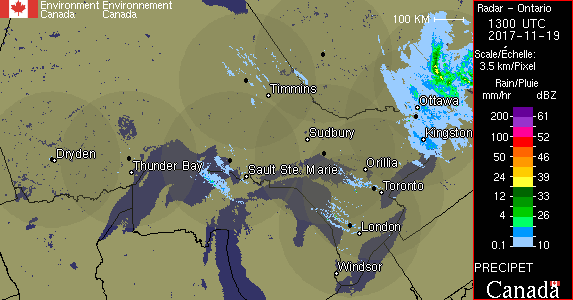 Environment Environnement
Canada Canada
100 KM
Radar - Ontario
1300 UTC
2017-11-19
Scale/Échelle:
3.5 km/Pixel
Rain/Pluie
mm/hr dBZ
200 61
100 52
50 46
24 39
12 33
4 26
0.1 10
PRECIPET
Canada
Timmins
Ottawa
Kingston
Sudbury
Dryden
Thunder Bay
Sault Ste. Marie
Orillia
Toronto
London
Windsor